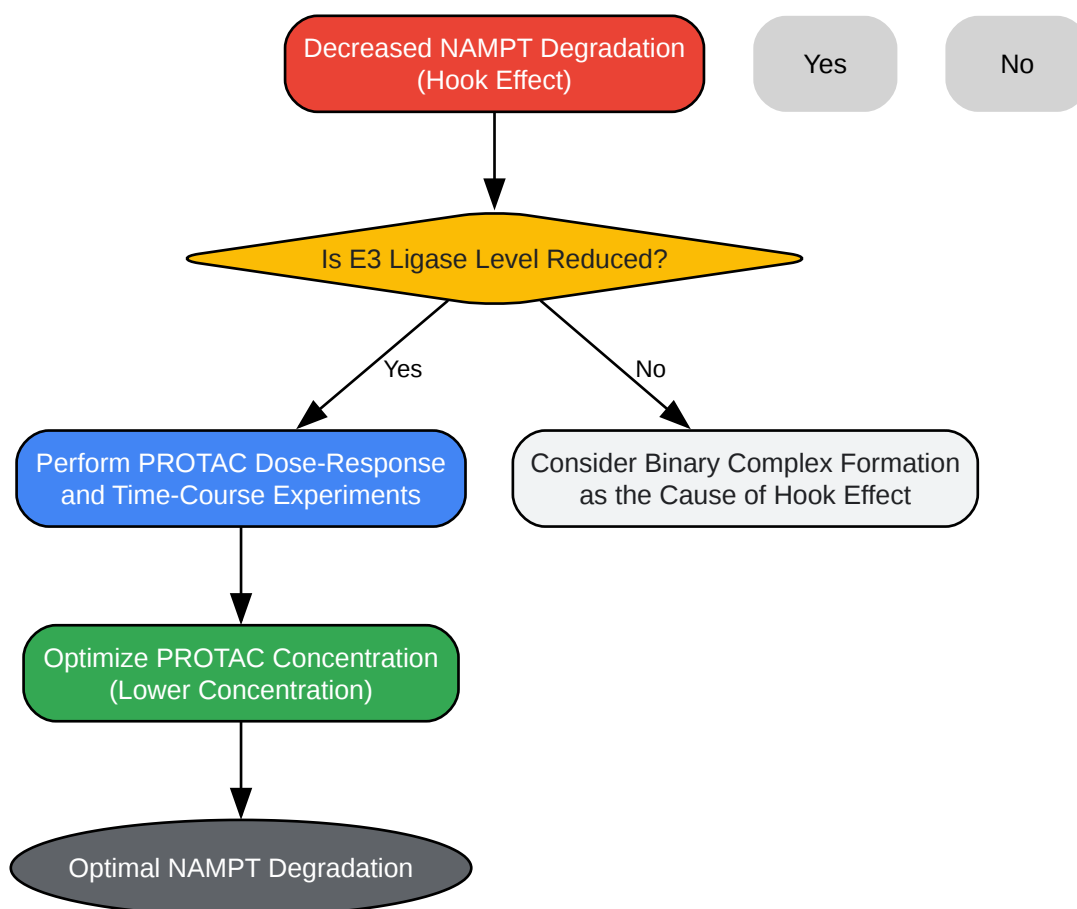 Decreased NAMPT Degradation
(Hook Effect)
Yes
No
Is E3 Ligase Level Reduced?
Yes
No
Perform PROTAC Dose-Response
and Time-Course Experiments
Consider Binary Complex Formation
as the Cause of Hook Effect
Optimize PROTAC Concentration
(Lower Concentration)
Optimal NAMPT Degradation